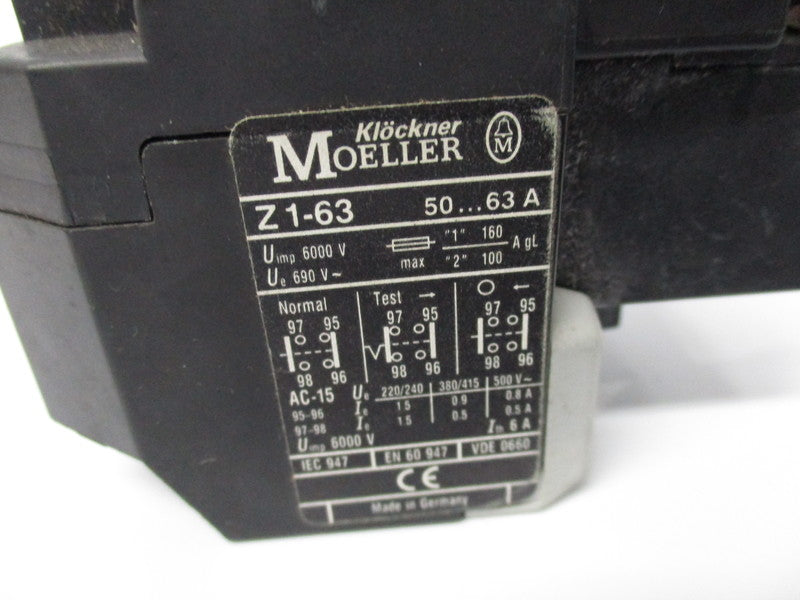 Klöckner
MOELLER M
Z 1-63 50...63 A
Uimp 6000 V "1" 160 A gL
Ue 690 V~ max "2" 100
Normal Test → O ←
97 95 97 95 97 95
98 96 98 96 98 96
AC-15 Ue 220/240 380/415 500 V~
95-96 Ie 1.5 0.9 0.8 A
97-98 Ie 1.5 0.5 0.5 A
Uimp 6000 V Ith 6 A
IEC 947 EN 60 947 VDE 0660
CE
Made in Germany